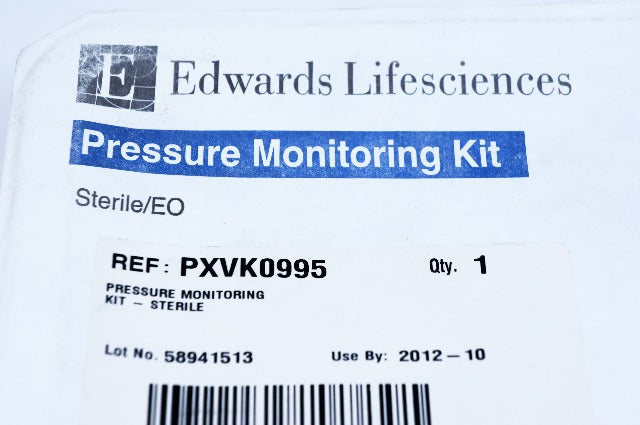 E
Edwards Lifesciences
Pressure Monitoring Kit
Sterile/EO
REF: PXVK0995 Qty. 1
PRESSURE MONITORING
KIT – STERILE
Lot No. 58941513 Use By: 2012–10